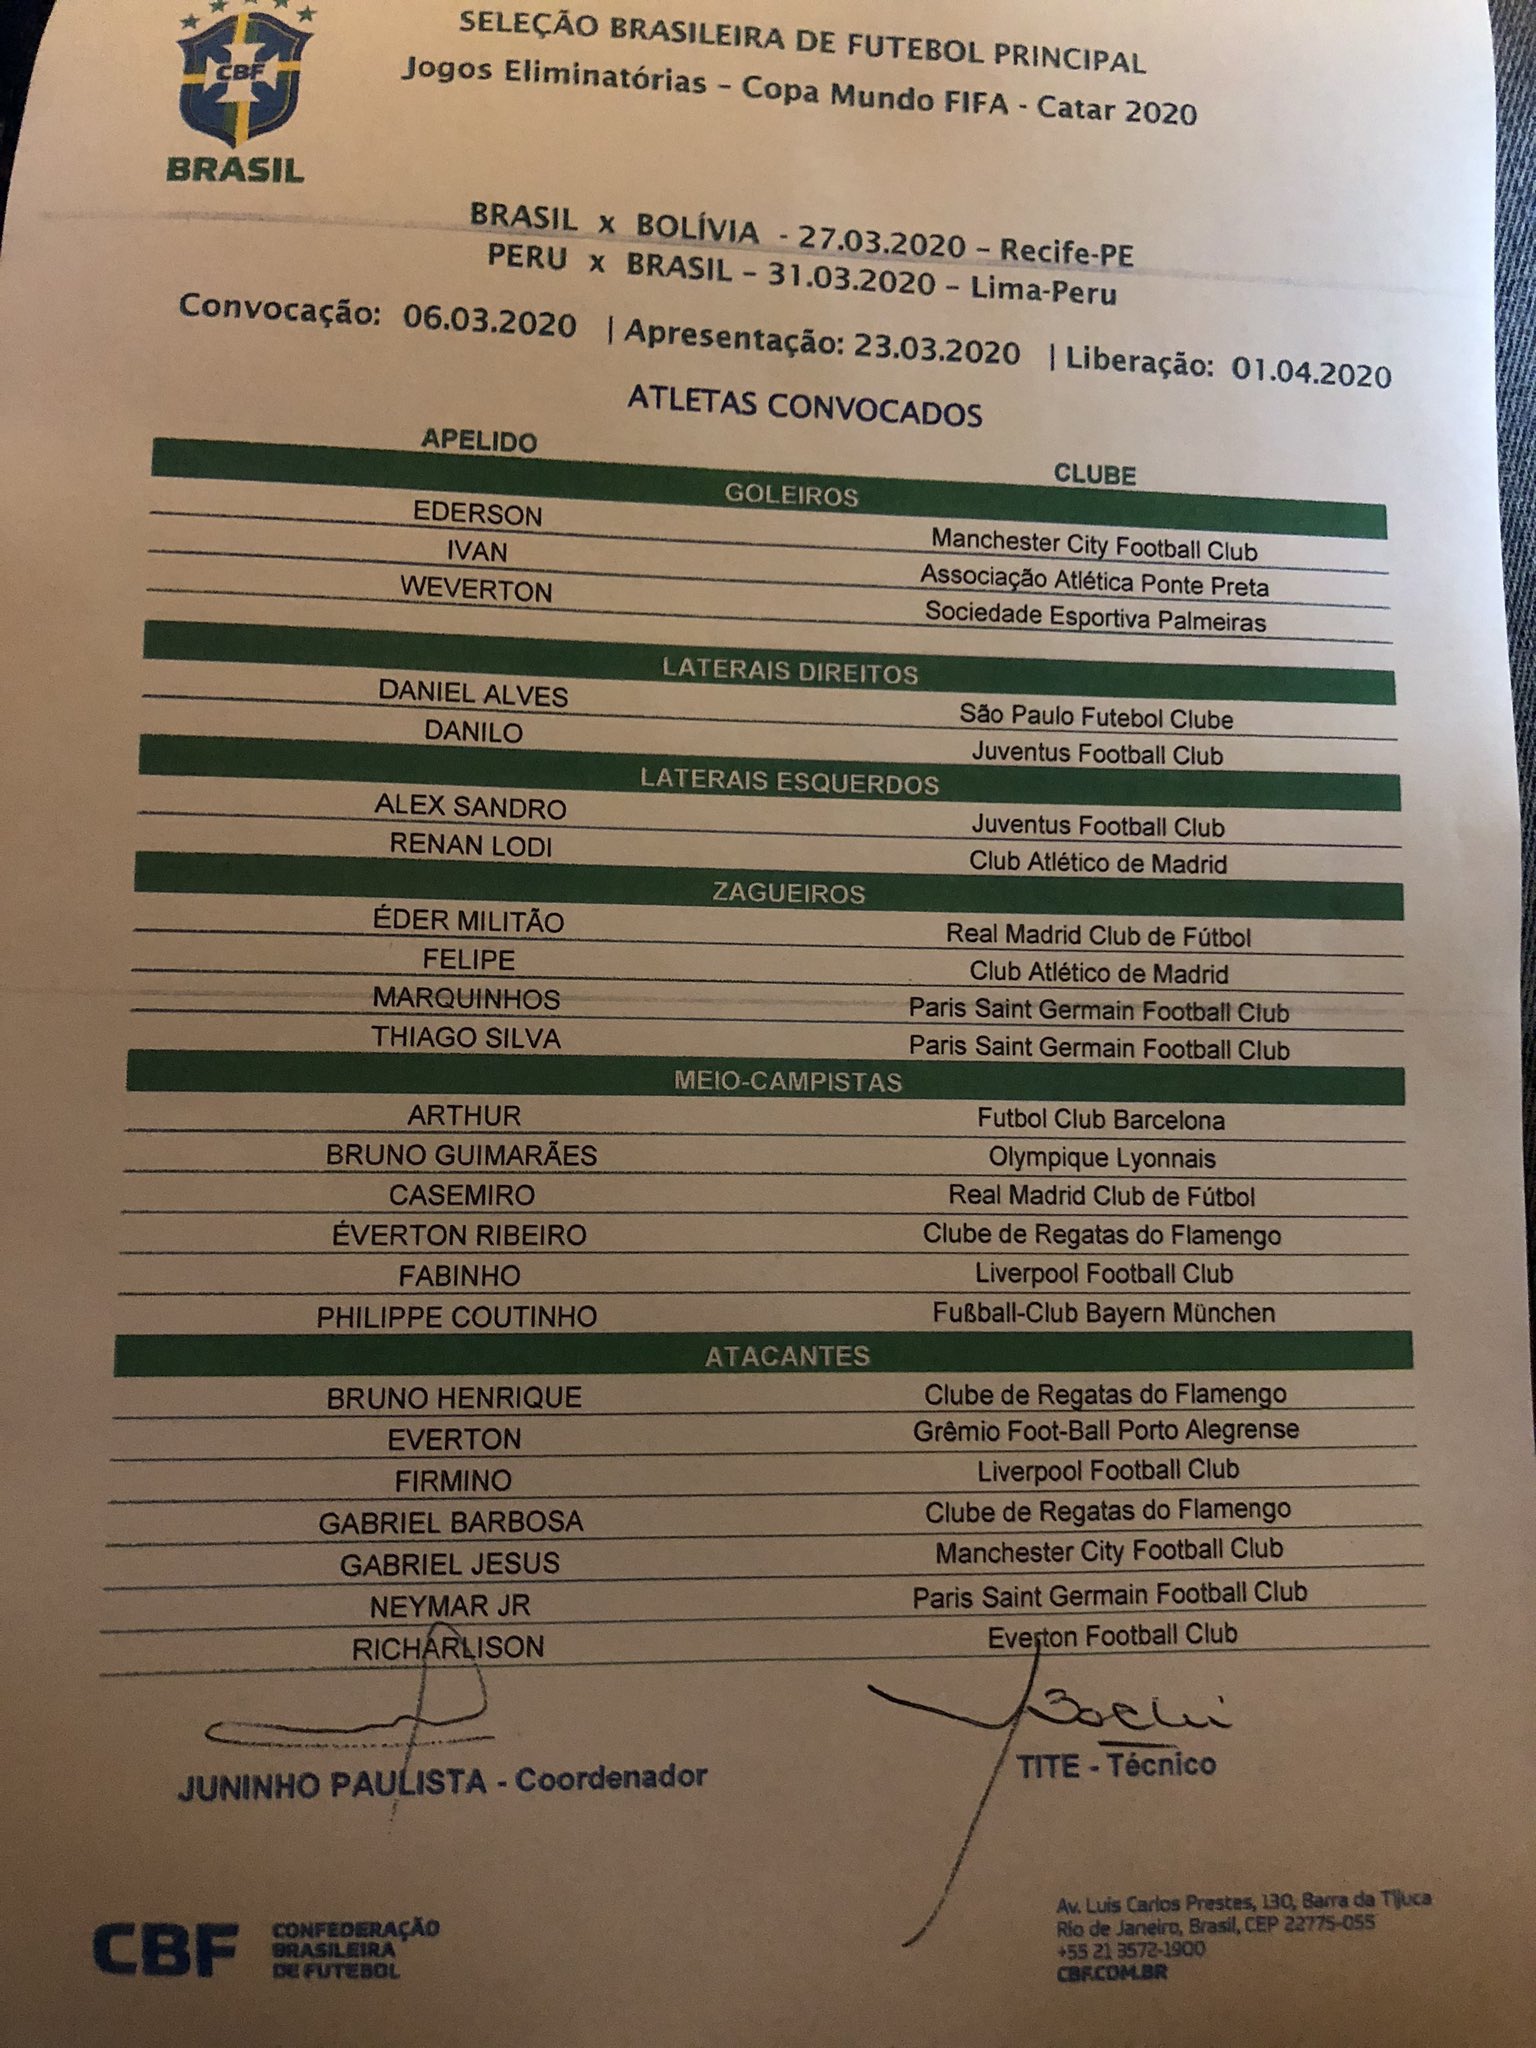 CBF
BRASIL
SELEÇÃO BRASILEIRA DE FUTEBOL PRINCIPAL
Jogos Eliminatórias – Copa Mundo FIFA - Catar 2020
BRASIL x BOLÍVIA - 27.03.2020 – Recife-PE
PERU x BRASIL – 31.03.2020 – Lima-Peru
Convocação: 06.03.2020 | Apresentação: 23.03.2020 | Liberação: 01.04.2020
ATLETAS CONVOCADOS
APELIDO CLUBE
GOLEIROS
EDERSON Manchester City Football Club
IVAN Associação Atlética Ponte Preta
WEVERTON Sociedade Esportiva Palmeiras
LATERAIS DIREITOS
DANIEL ALVES São Paulo Futebol Clube
DANILO Juventus Football Club
LATERAIS ESQUERDOS
ALEX SANDRO Juventus Football Club
RENAN LODI Club Atlético de Madrid
ZAGUEIROS
ÉDER MILITÃO Real Madrid Club de Fútbol
FELIPE Club Atlético de Madrid
MARQUINHOS Paris Saint Germain Football Club
THIAGO SILVA Paris Saint Germain Football Club
MEIO-CAMPISTAS
ARTHUR Futbol Club Barcelona
BRUNO GUIMARÃES Olympique Lyonnais
CASEMIRO Real Madrid Club de Fútbol
ÉVERTON RIBEIRO Clube de Regatas do Flamengo
FABINHO Liverpool Football Club
PHILIPPE COUTINHO Fußball-Club Bayern München
ATACANTES
BRUNO HENRIQUE Clube de Regatas do Flamengo
EVERTON Grêmio Foot-Ball Porto Alegrense
FIRMINO Liverpool Football Club
GABRIEL BARBOSA Clube de Regatas do Flamengo
GABRIEL JESUS Manchester City Football Club
NEYMAR JR Paris Saint Germain Football Club
RICHARLISON Everton Football Club
JUNINHO PAULISTA - Coordenador
TITE - Técnico
CBF
CONFEDERAÇÃO
BRASILEIRA
DE FUTEBOL
Av. Luis Carlos Prestes, 130, Barra da Tijuca
Rio de Janeiro, Brasil, CEP 22775-055
+55 21 3572-1900
CBF.COM.BR